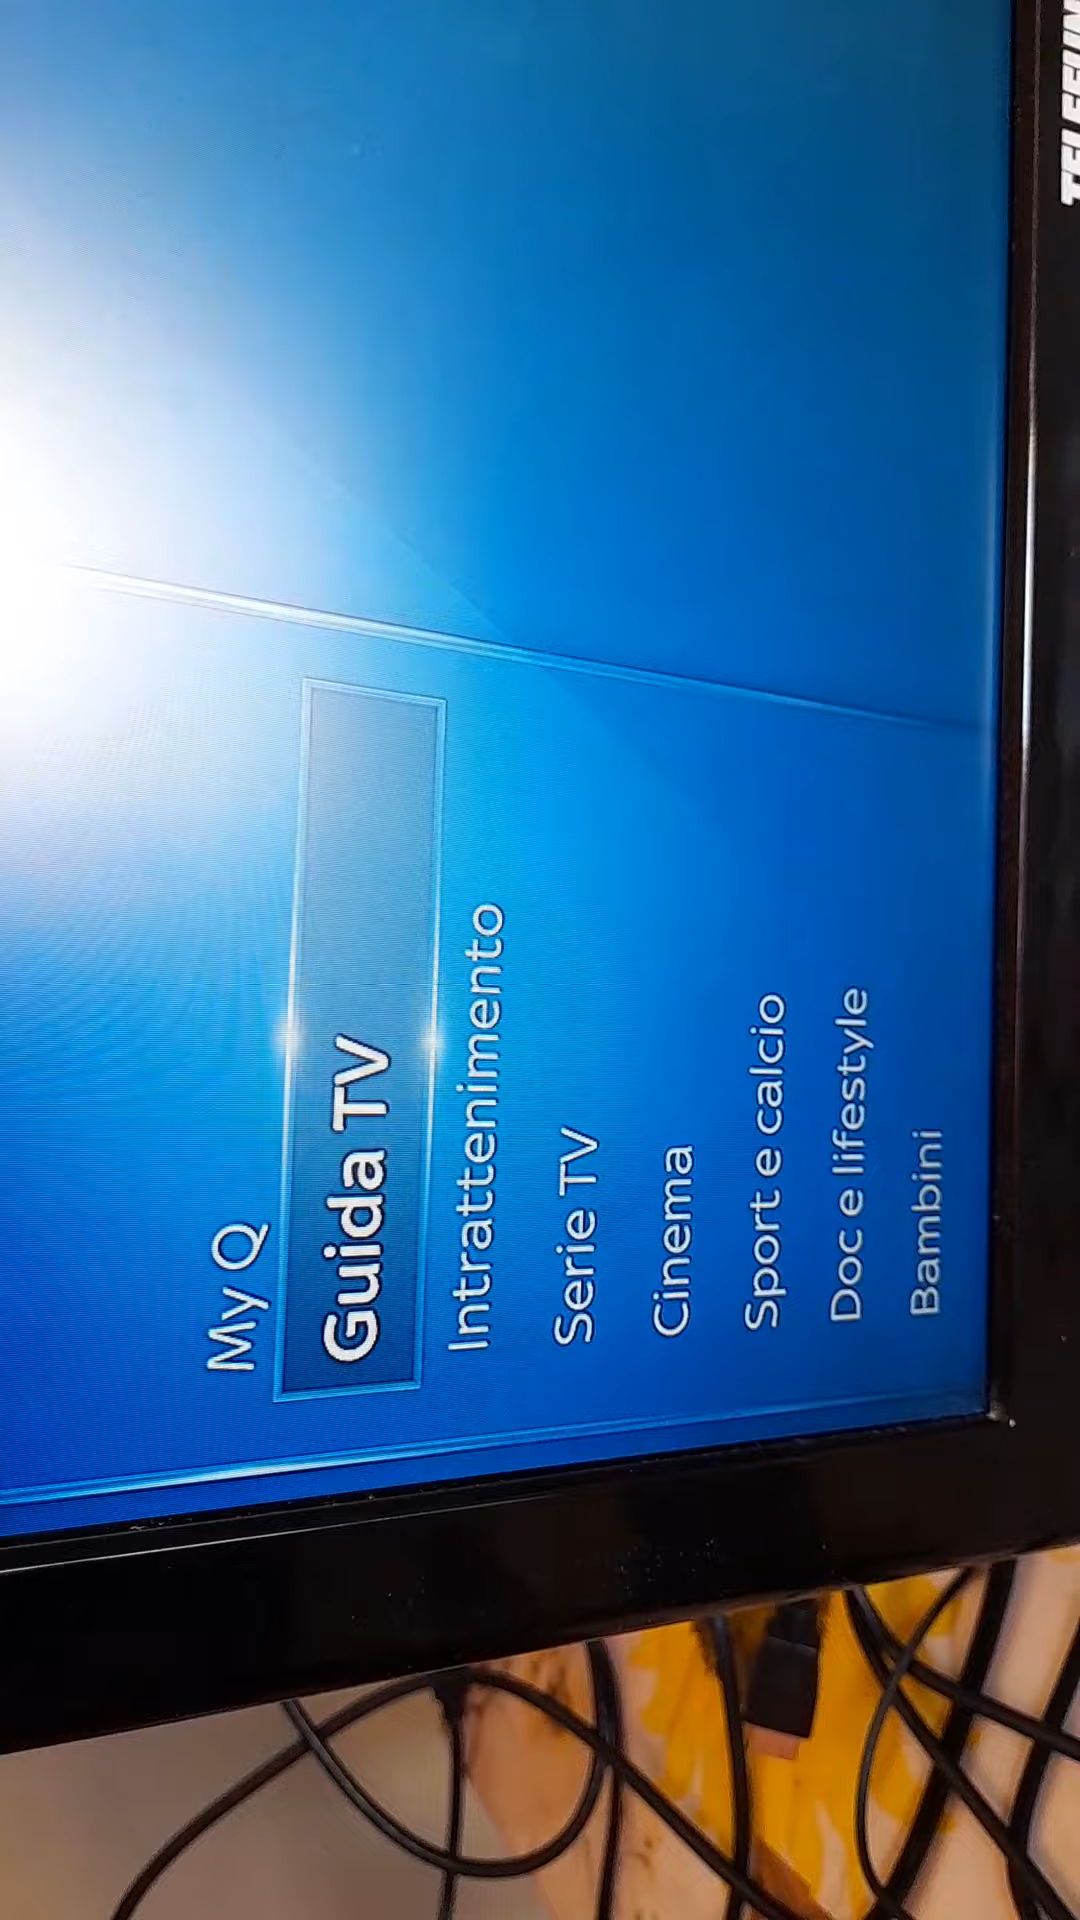 My Q
Guida TV
Intrattenimento
Serie TV
Cinema
Sport e calcio
Doc e lifestyle
Bambini